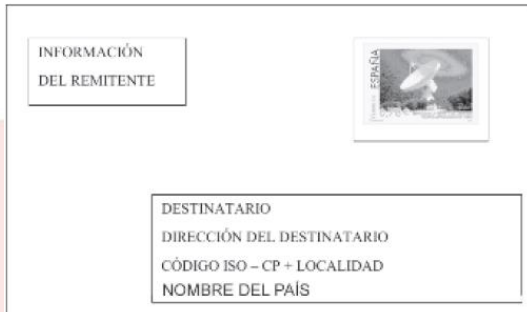 INFORMACIÓN
DEL REMITENTE
ESPAÑA
DESTINATARIO
DIRECCIÓN DEL DESTINATARIO
CÓDIGO ISO – CP + LOCALIDAD
NOMBRE DEL PAÍS